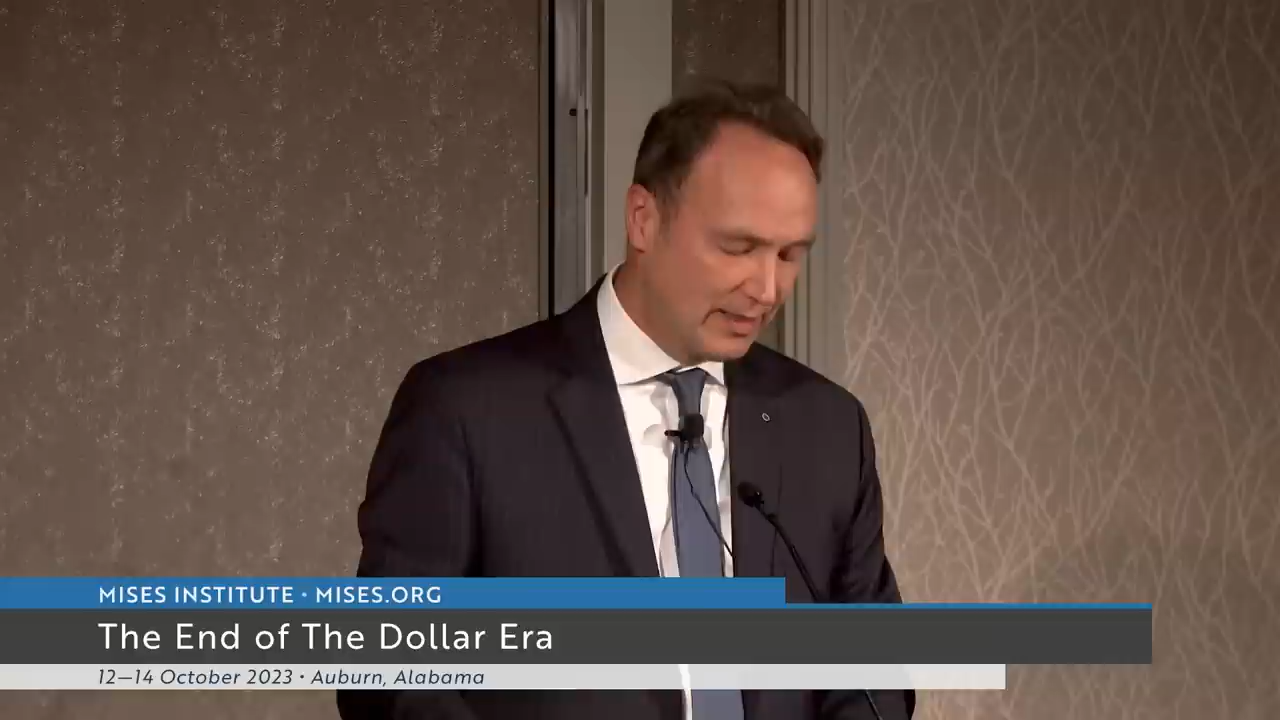 MISES INSTITUTE • MISES.ORG
The End of The Dollar Era
12–14 October 2023 • Auburn, Alabama